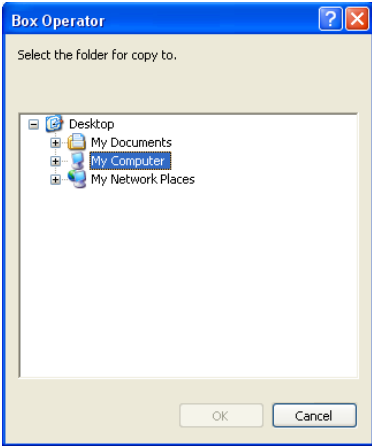 Box Operator
Select the folder for copy to.
Desktop
My Documents
My Computer
My Network Places
OK
Cancel